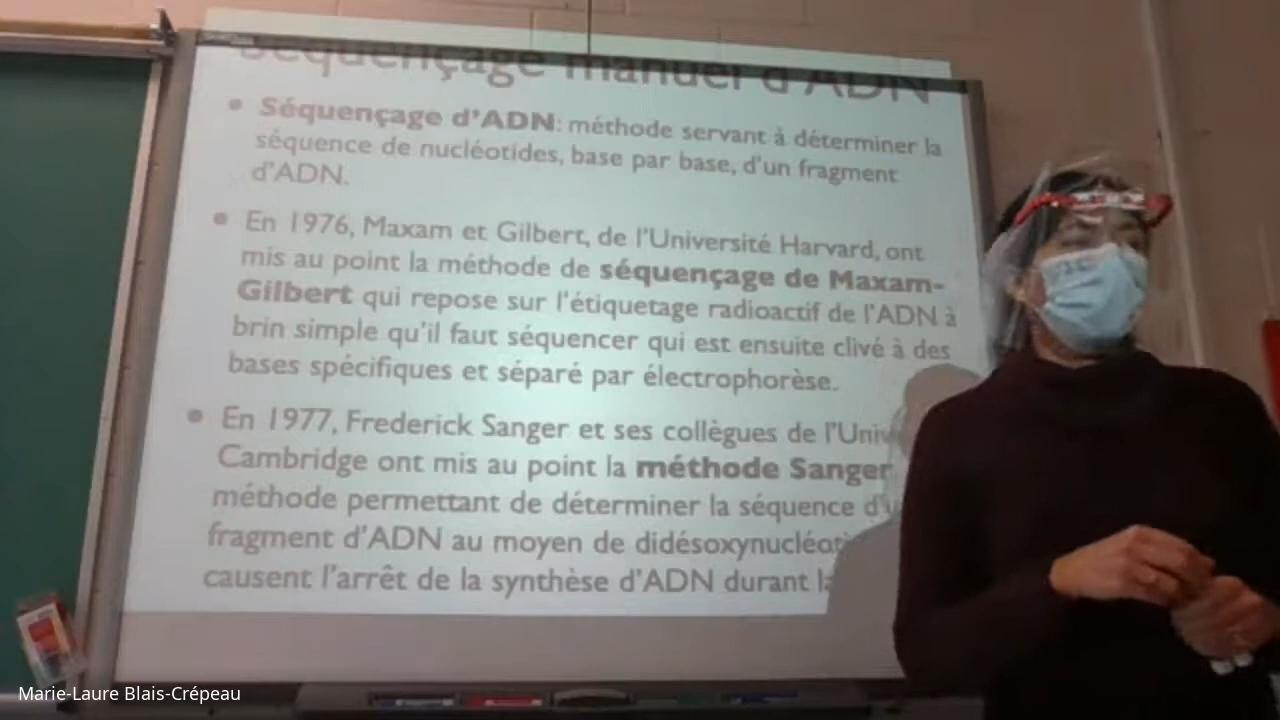 Séquençage manuel d'ADN
• Séquençage d'ADN: méthode servant à déterminer la
séquence de nucléotides, base par base, d'un fragment
d'ADN.
• En 1976, Maxam et Gilbert, de l'Université Harvard, ont
mis au point la méthode de séquençage de Maxam-
Gilbert qui repose sur l'étiquetage radioactif de l'ADN à
brin simple qu'il faut séquencer qui est ensuite clivé à des
bases spécifiques et séparé par électrophorèse.
• En 1977, Frederick Sanger et ses collègues de l'Univ
Cambridge ont mis au point la méthode Sanger
méthode permettant de déterminer la séquence d'u
fragment d'ADN au moyen de didésoxynucléoti
causent l'arrêt de la synthèse d'ADN durant la
Marie-Laure Blais-Crépeau